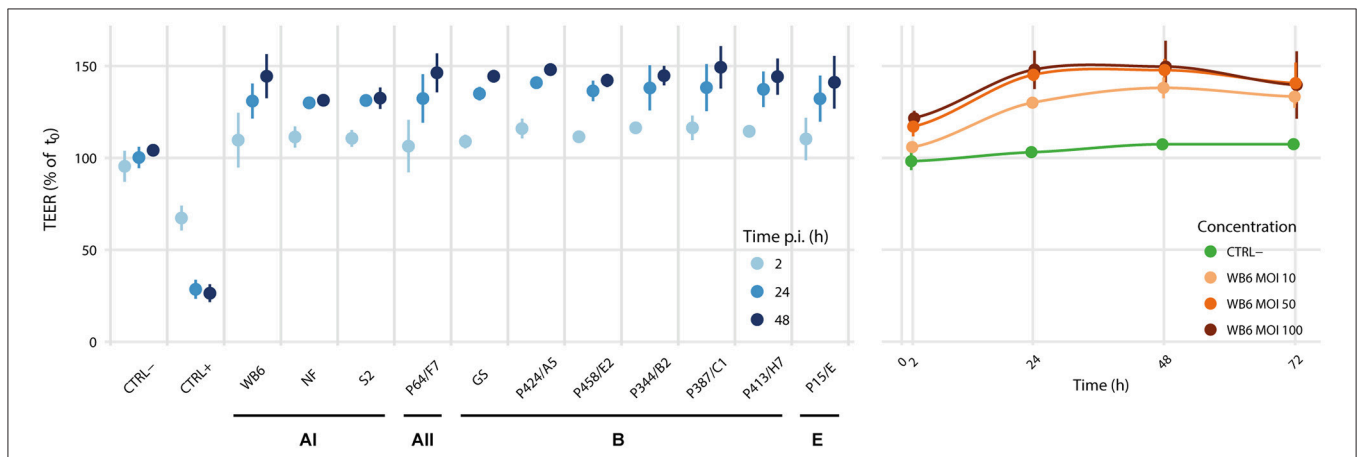 TEER (% of t0)
150
100
50
0
Time p.i. (h)
2
24
48
CTRL–
CTRL+
WB6
NF
S2
P64/F7
GS
P424/A5
P458/E2
P344/B2
P387/C1
P413/H7
P15/E
AI
AII
B
E
Concentration
CTRL–
WB6 MOI 10
WB6 MOI 50
WB6 MOI 100
0 2 24 48 72
Time (h)